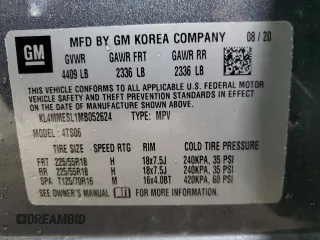 GM
MFD BY GM KOREA COMPANY 08 / 20
GVWR GAWR FRT GAWR RR
4409 LB 2336 LB 2336 LB
THIS VEHICLE CONFORMS TO ALL APPLICABLE U.S. FEDERAL MOTOR
VEHICLE SAFETY, BUMPER, AND THEFT PREVENTION STANDARDS
IN EFFECT ON THE DATE OF MANUFACTURE SHOWN ABOVE.
KL4MMESL1MB052624 TYPE: MPV
MODEL: 4TS06
TIRE SIZE SPEED RTG RIM COLD TIRE PRESSURE
FRT 225/55R18 H 18x7.5J 240KPA, 35 PSI
RR 225/55R18 H 18x7.5J 240KPA, 35 PSI
SPA T125/70R16 M 16x4.0BT 420KPA, 60 PSI
SEE OWNER'S MANUAL FOR MORE INFORMATION.
DREAMBID